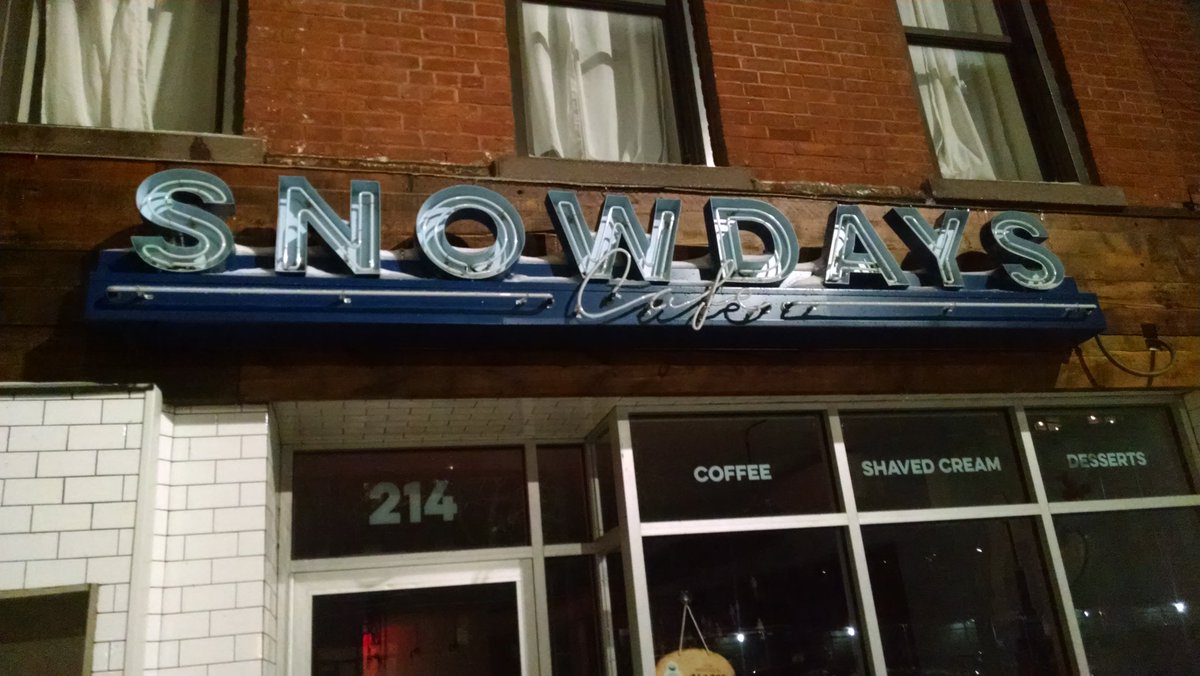 SNOWDAYS
Cafe
214
COFFEE
SHAVED CREAM
DESSERTS